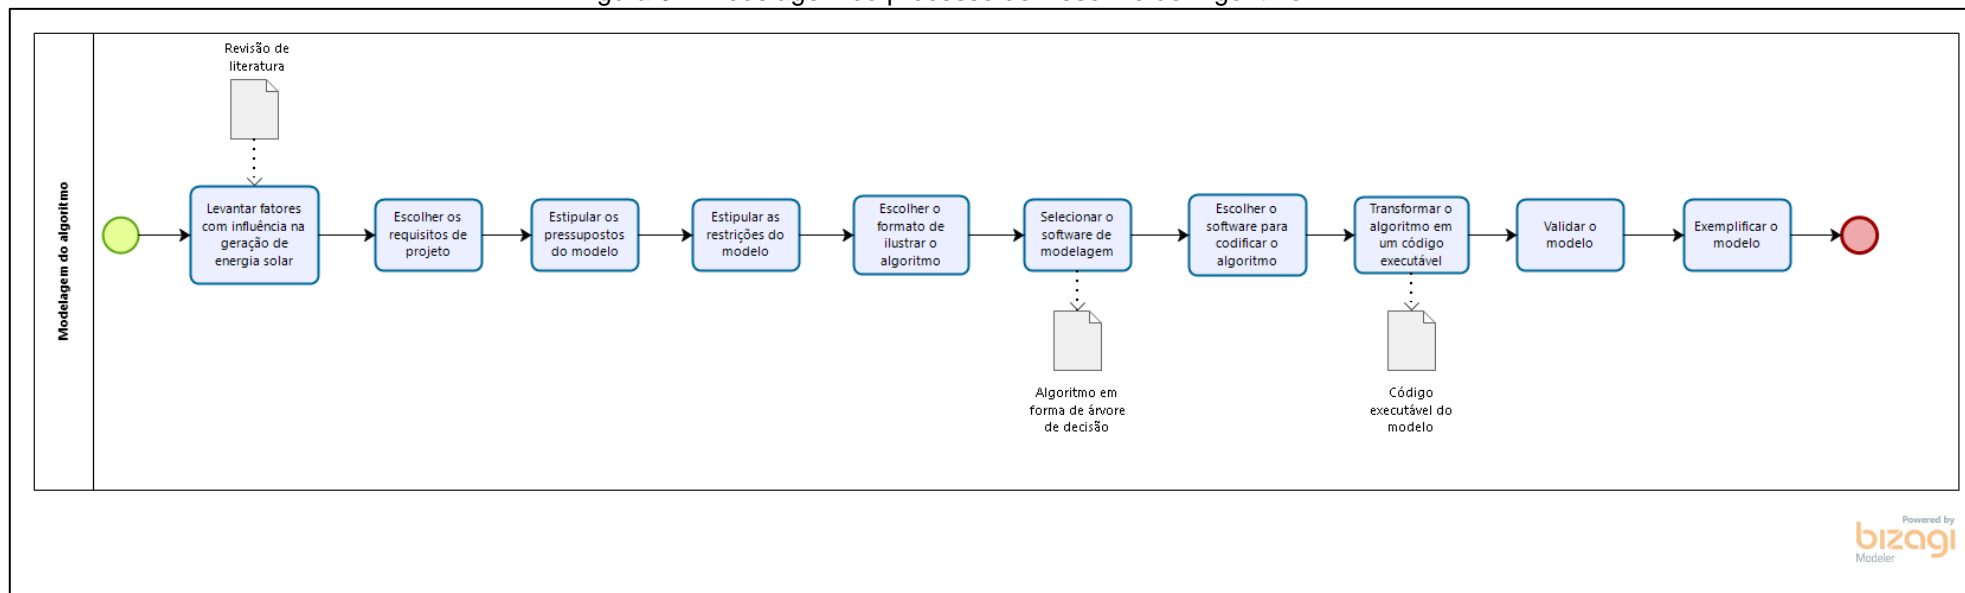 Revisão de
literatura
Modelagem do algoritmo
Levantar fatores
com influência na
geração de
energia solar
Escolher os
requisitos de
projeto
Estipular os
pressupostos
do modelo
Estipular as
restrições do
modelo
Escolher o
formato de
ilustrar o
algoritmo
Selecionar o
software de
modelagem
Escolher o
software para
codificar o
algoritmo
Transformar o
algoritmo em
um código
executável
Validar o
modelo
Exemplificar o
modelo
Algoritmo em
forma de árvore
de decisão
Código
executável do
modelo
Powered by
bizagi
Modeler